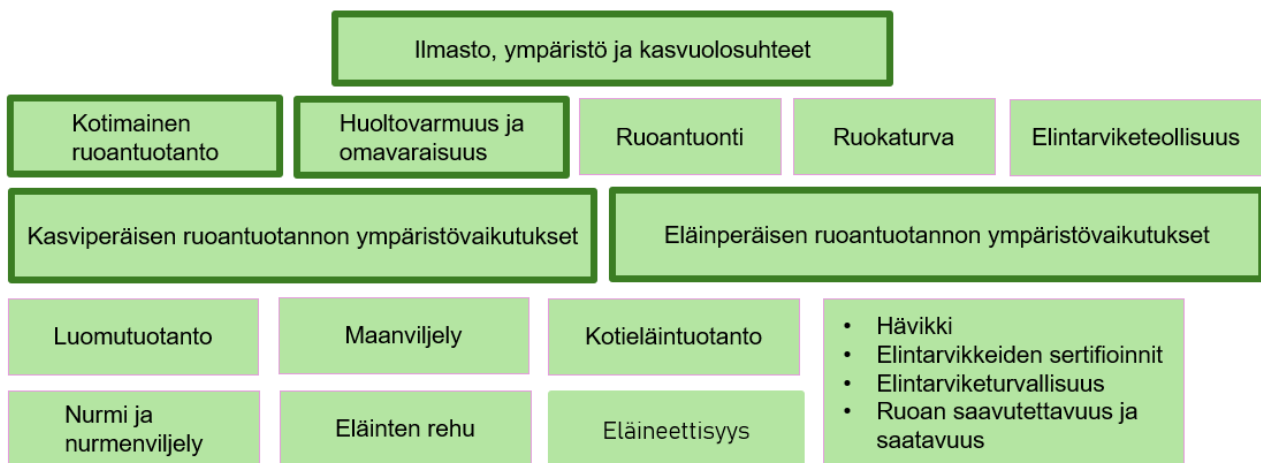 Ilmasto, ympäristö ja kasvuolosuhteet
Kotimainen
ruoantuotanto
Huoltovarmuus ja
omavaraisuus
Ruoantuonti
Ruokaturva
Elintarviketeollisuus
Kasviperäisen ruoantuotannon ympäristövaikutukset
Eläinperäisen ruoantuotannon ympäristövaikutukset
Luomutuotanto
Maanviljely
Kotieläintuotanto
• Hävikki
• Elintarvikkeiden sertifioinnit
• Elintarviketurvallisuus
• Ruoan saavutettavuus ja
saatavuus
Nurmi ja
nurmenviljely
Eläinten rehu
Eläineettisyys